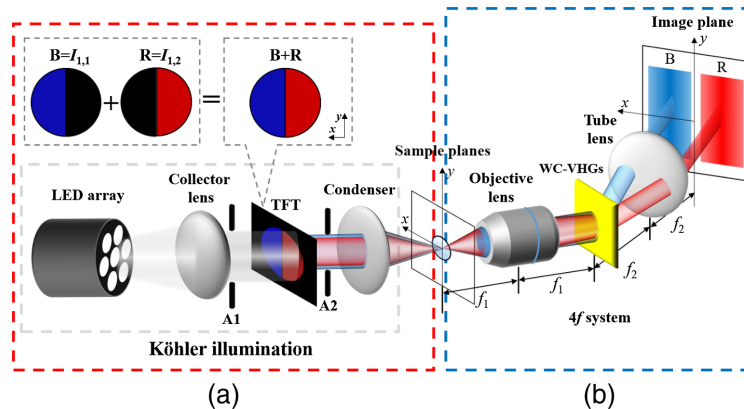 B=I1,1
R=I1,2
B+R
+
=
y
x
LED array
Collector
lens
TFT
Condenser
A1
A2
Köhler illumination
Sample planes
y
x
Objective
lens
WC-VHGs
Tube
lens
Image plane
y
x
B
R
f1
f1
f2
f2
4f system
(a)
(b)